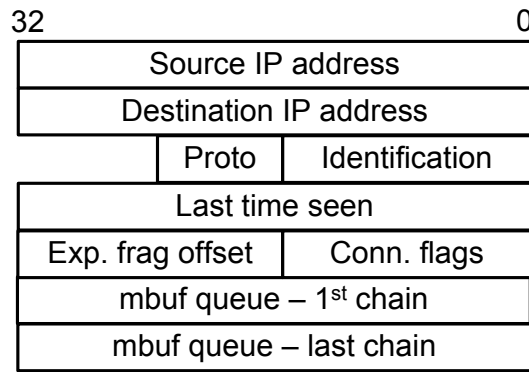 32 0
Source IP address
Destination IP address
Proto Identification
Last time seen
Exp. frag offset Conn. flags
mbuf queue – 1st chain
mbuf queue – last chain